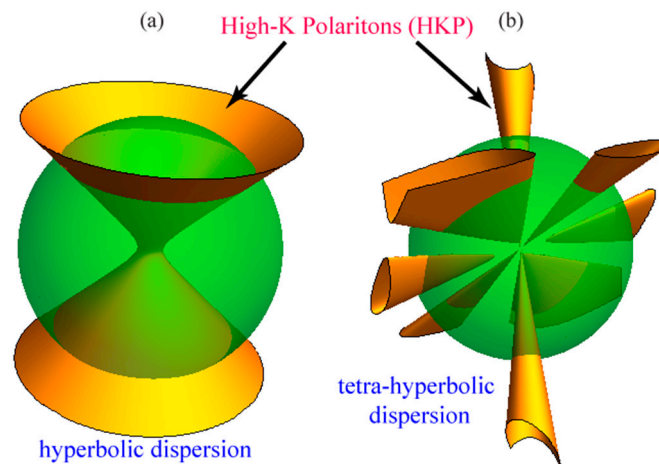 (a)
High-K Polaritons (HKP)
(b)
hyperbolic dispersion
tetra-hyperbolic
dispersion